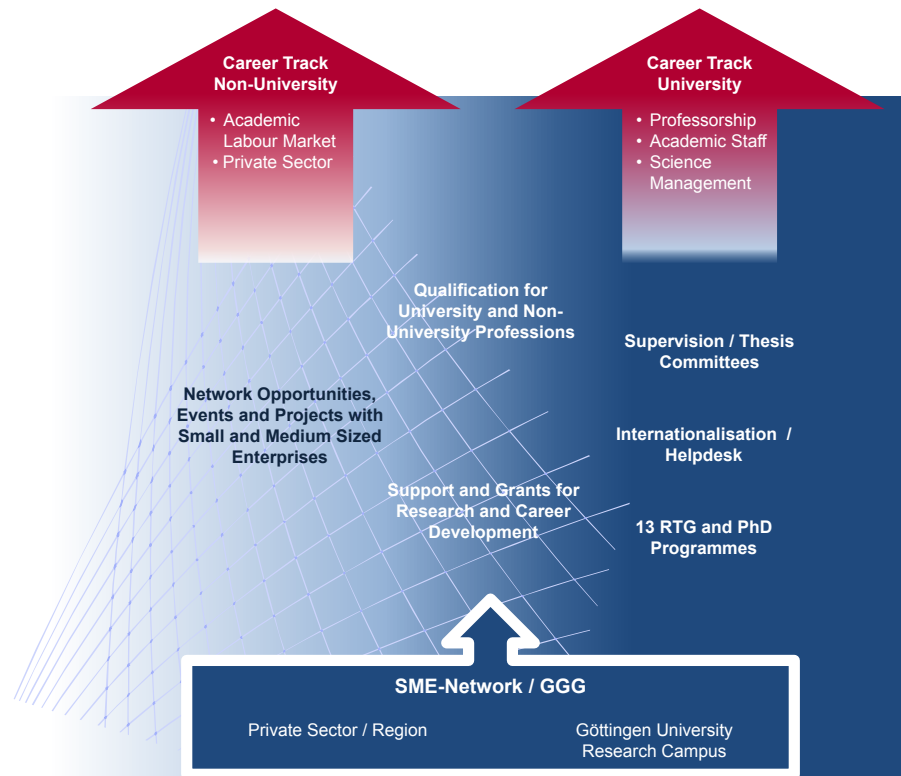 Career Track
Non-University
• Academic
Labour Market
• Private Sector
Career Track
University
• Professorship
• Academic Staff
• Science
Management
Qualification for
University and Non-
University Professions
Supervision / Thesis
Committees
Network Opportunities,
Events and Projects with
Small and Medium Sized
Enterprises
Internationalisation /
Helpdesk
Support and Grants for
Research and Career
Development
13 RTG and PhD
Programmes
SME-Network / GGG
Private Sector / Region
Göttingen University
Research Campus